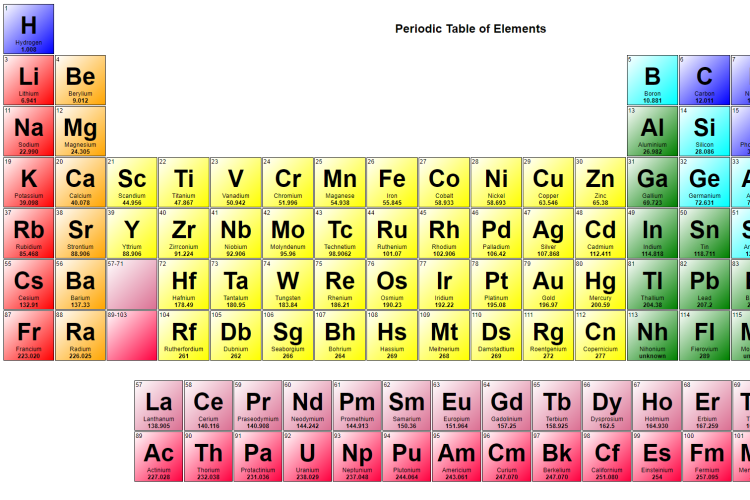 Periodic Table of Elements
1
H
Hydrogen
1.008
3 4 5 6 7
Li Be B C
Lithium Berylium Boron Carbon
6.941 9.012 10.881 12.011
11 12 13 14 15
Na Mg Al Si
Sodium Magnesium Aluminium Silicon
22.990 24.305 26.982 28.086
19 20 21 22 23 24 25 26 27 28 29 30 31 32 33
K Ca Sc Ti V Cr Mn Fe Co Ni Cu Zn Ga Ge
Potassium Calcium Scandium Titanium Vanadium Chromium Maganese Iron Cobalt Nickel Copper Zinc Gallium Germanium
39.098 40.078 44.956 47.867 50.942 51.996 54.938 55.845 58.933 58.693 63.546 65.38 69.723 72.631
37 38 39 40 41 42 43 44 45 46 47 48 49 50 51
Rb Sr Y Zr Nb Mo Tc Ru Rh Pd Ag Cd In Sn
Rubidium Strontium Yttrium Zirrconium Niobium Molyndenum Technetium Ruthenium Rhodium Palladium Silver Cadmium Indium Tin
85.468 88.906 88.906 91.224 92.906 95.96 98.9062 101.07 102.906 106.42 107.868 112.411 114.818 118.711
55 56 57-71 72 73 74 75 76 77 78 79 80 81 82 83
Cs Ba Hf Ta W Re Os Ir Pt Au Hg Tl Pb
Cesium Barium Hafnium Tantalum Tungsten Rhenium Osmium Iridium Platinum Gold Mercury Thallium Lead
132.91 137.33 178.49 180.95 183.84 186.21 190.23 192.22 195.08 196.97 200.59 204.38 207.2
87 88 89-103 104 105 106 107 108 109 110 111 112 113 114 115
Fr Ra Rf Db Sg Bh Hs Mt Ds Rg Cn Nh Fl
Francium Radium Rutherfordium Dubnium Seaborgium Bohrium Hassium Meitnerium Damstadtium Roentgenium Copernicium Nihonium Flerovium
223.020 226.025 261 262 266 264 269 268 269 272 277 unknown 289
57 58 59 60 61 62 63 64 65 66 67 68 69
La Ce Pr Nd Pm Sm Eu Gd Tb Dy Ho Er
Lanthanum Cerium Praseodymium Neodymium Promethium Samarium Europium Gadolinium Terbium Dysprosium Holmium Erbium
138.905 140.116 140.908 144.242 144.913 150.36 151.964 157.25 158.925 162.5 164.930 167.259
89 90 91 92 93 94 95 96 97 98 99 100 101
Ac Th Pa U Np Pu Am Cm Bk Cf Es Fm
Actinium Thorium Protactinium Uranium Neptunium Plutonium Americium Curium Berkelium Californium Einsteinium Fermium
227.028 232.038 231.036 238.029 237.048 244.064 243.061 247.070 247.070 251.080 254 257.095